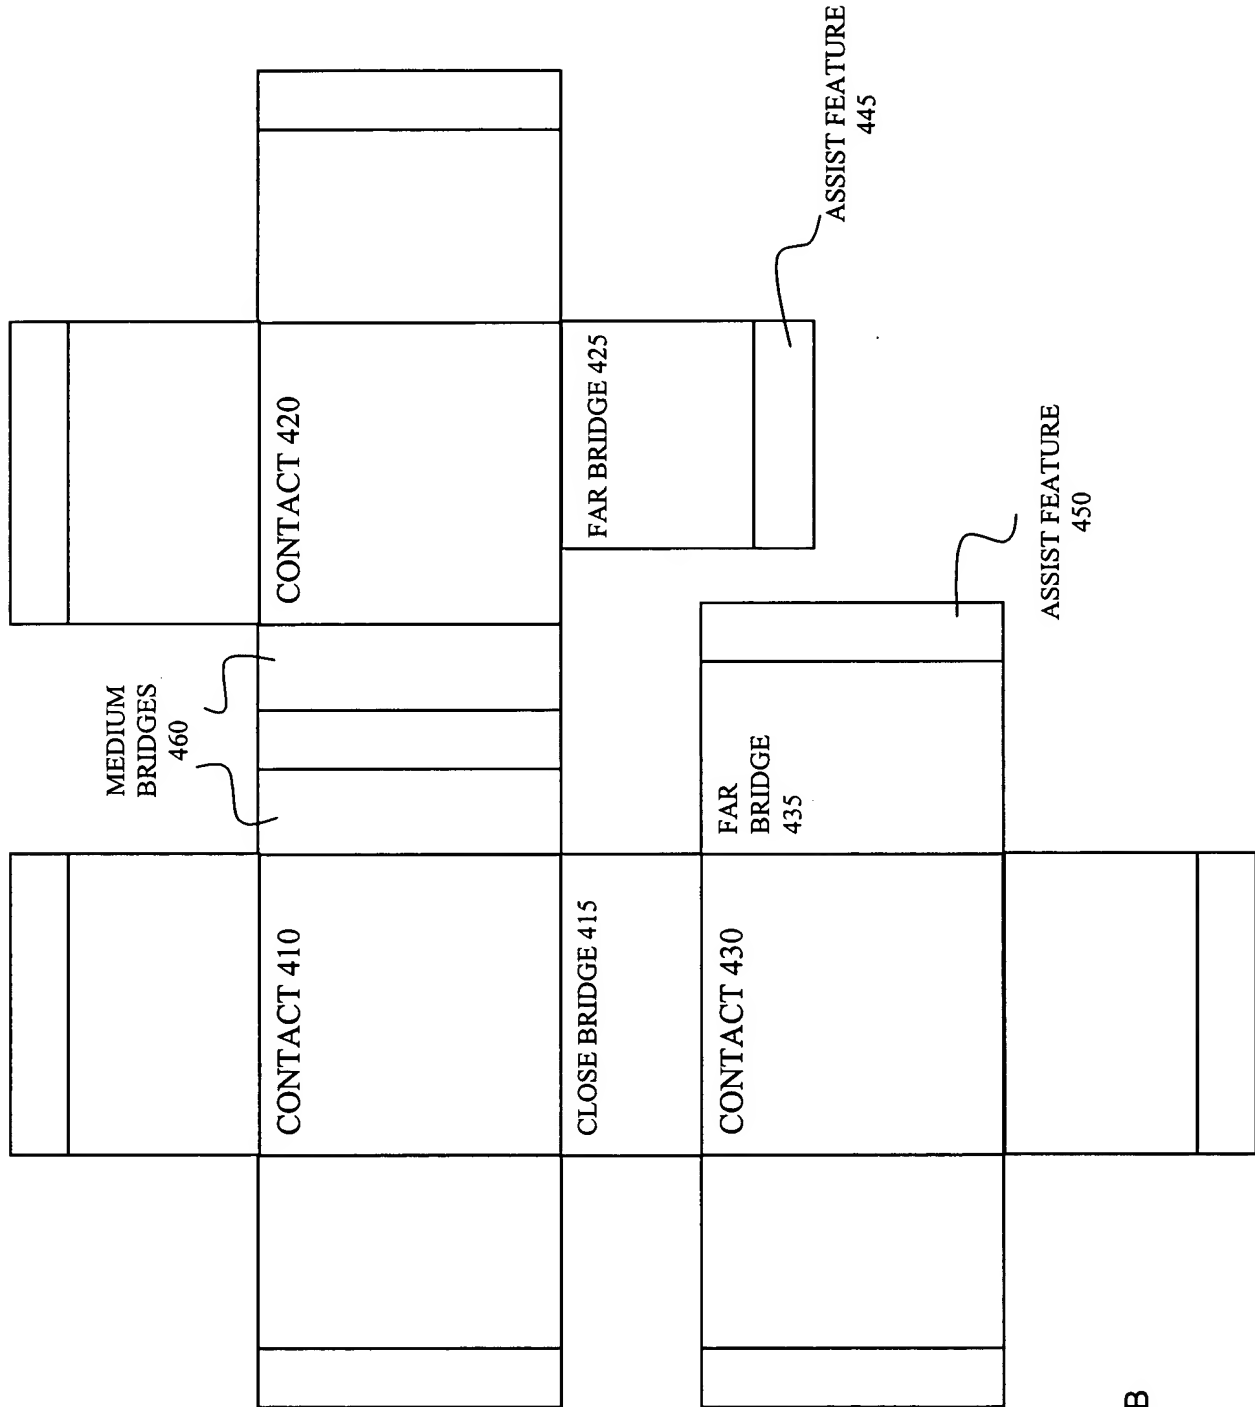 MEDIUM
BRIDGES
460
CONTACT 410
CONTACT 420
CLOSE BRIDGE 415
FAR BRIDGE 425
CONTACT 430
FAR
BRIDGE
435
ASSIST FEATURE
445
ASSIST FEATURE
450
B